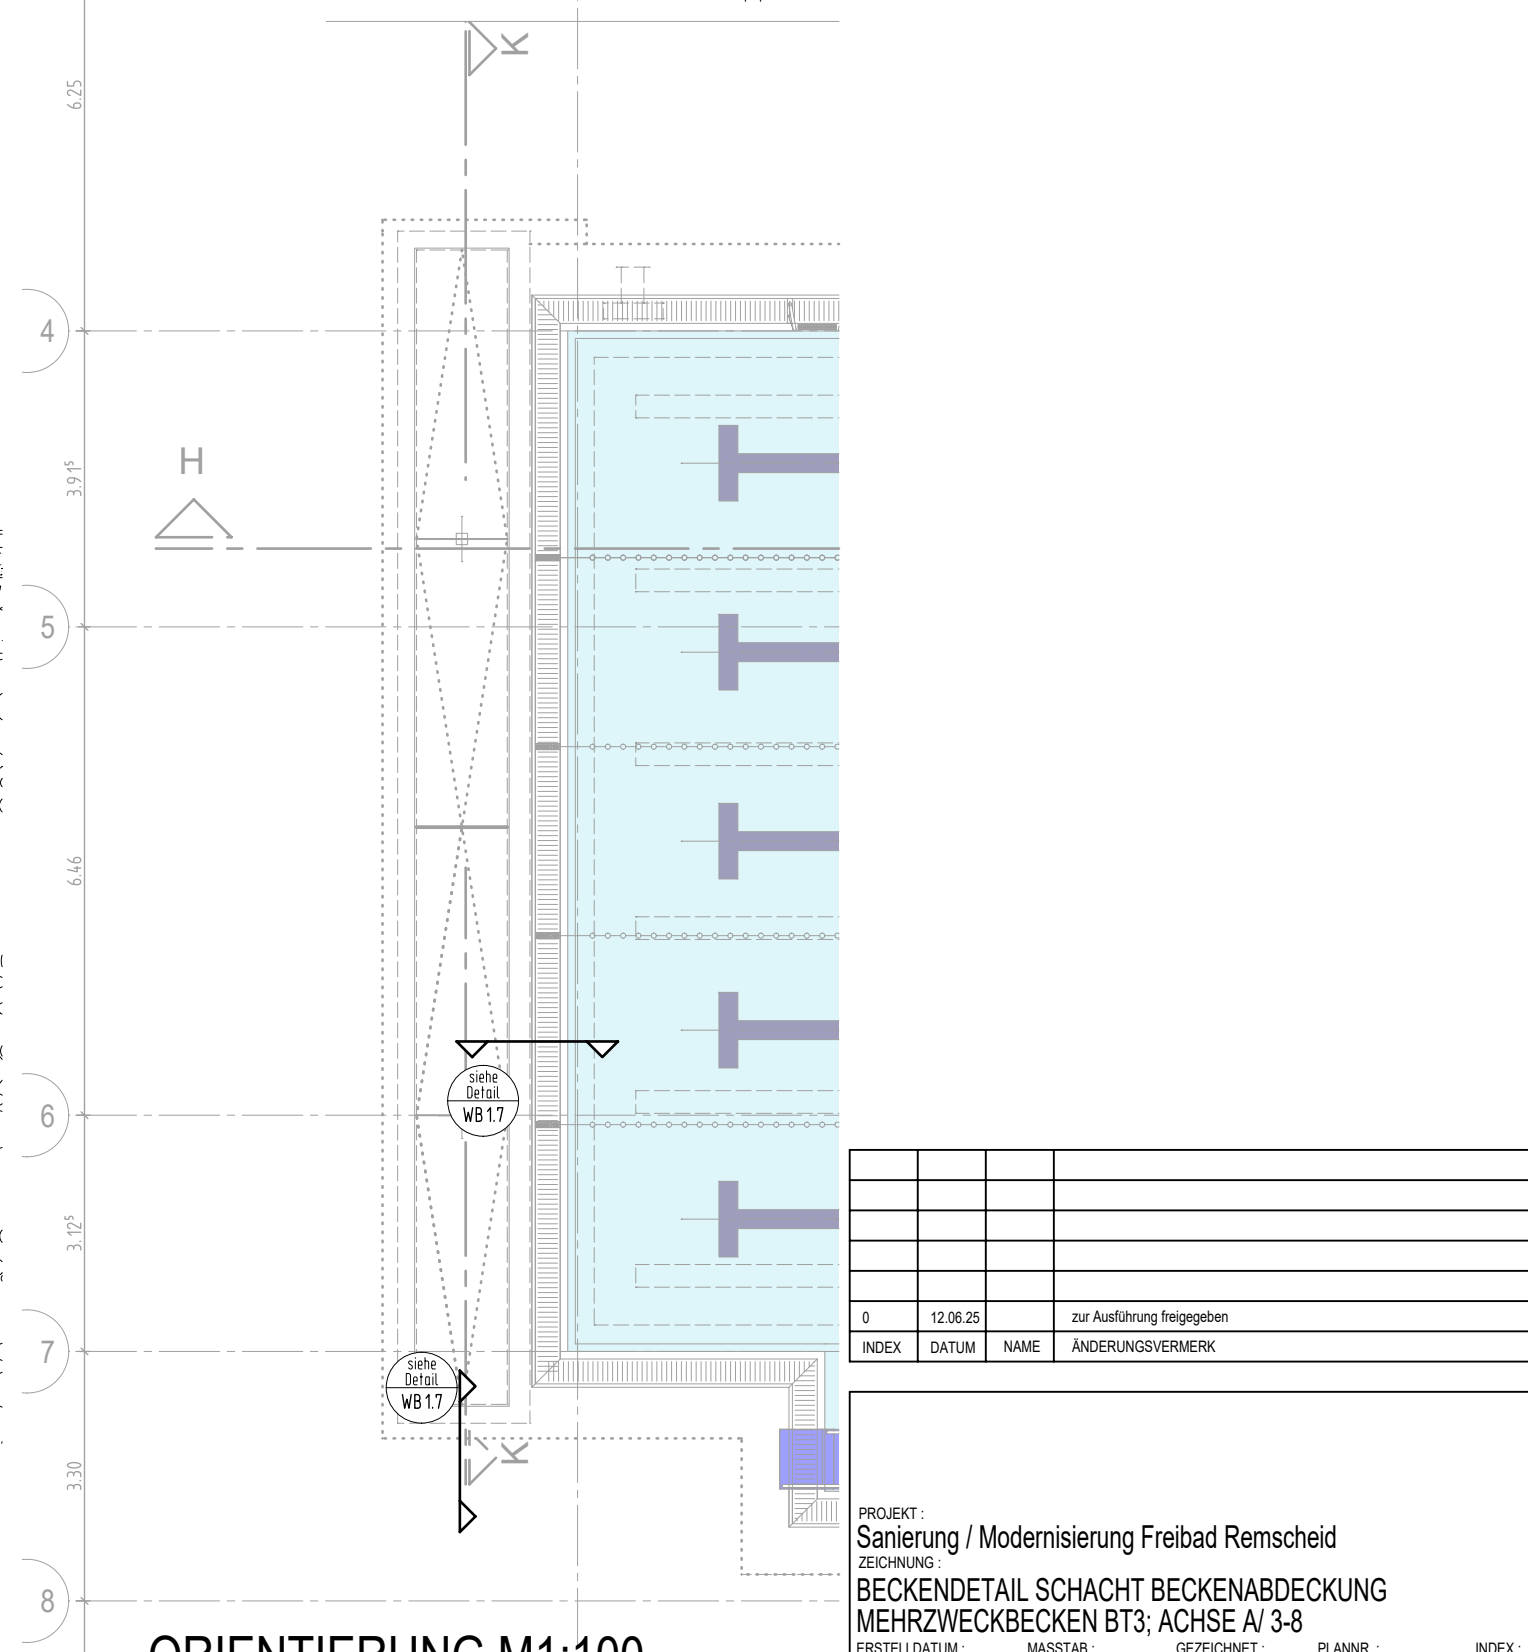 K
6.25
4
H
3.91⁵
5
6.46
siehe
Detail
WB 1.7
6
3.12⁵
7
siehe
Detail
WB 1.7
K
3.30
8
ORIENTIERUNG M1:100
0 12.06.25 zur Ausführung freigegeben
INDEX DATUM NAME ÄNDERUNGSVERMERK
PROJEKT :
Sanierung / Modernisierung Freibad Remscheid
ZEICHNUNG :
BECKENDETAIL SCHACHT BECKENABDECKUNG
MEHRZWECKBECKEN BT3; ACHSE A/ 3-8
ERSTELLDATUM : MASSTAB : GEZEICHNET : PLANNR. : INDEX :